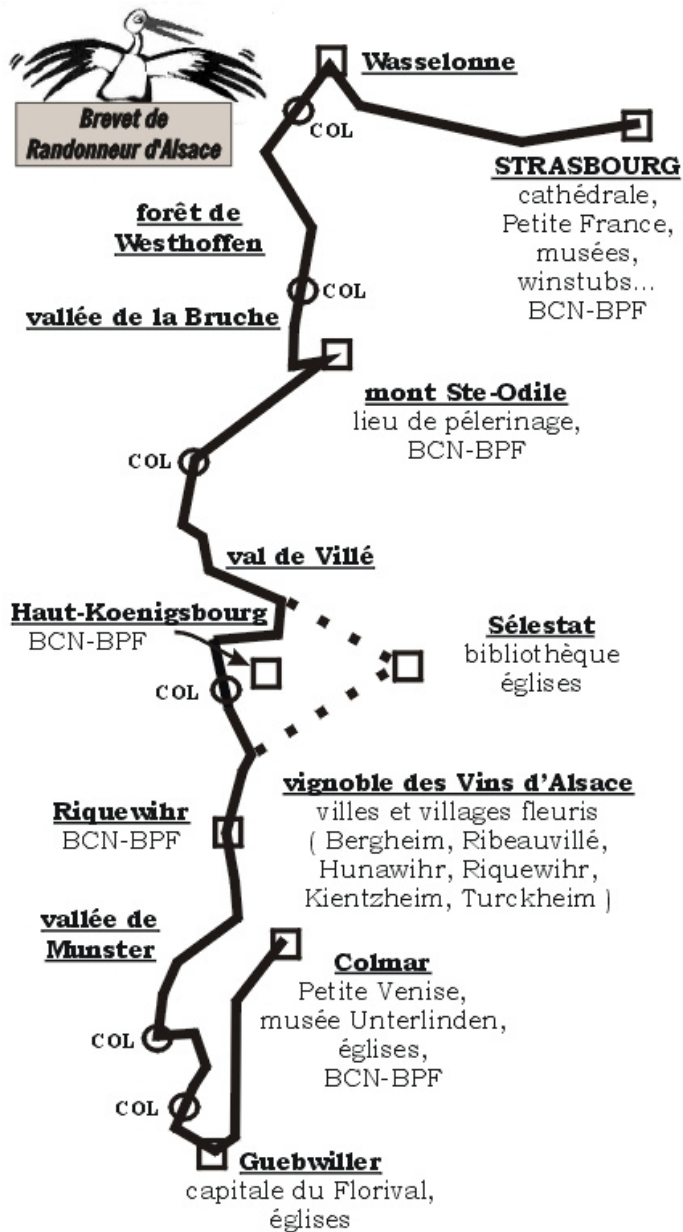 Brevet de
Randonneur d'Alsace
Wasselonne
COL
STRASBOURG
cathédrale,
Petite France,
musées,
winstubs...
BCN-BPF
forêt de
Westhoffen
COL
vallée de la Bruche
mont Ste-Odile
lieu de pélerinage,
BCN-BPF
COL
val de Villé
Haut-Koenigsbourg
BCN-BPF
Sélestat
bibliothèque
églises
COL
vignoble des Vins d'Alsace
villes et villages fleuris
( Bergheim, Ribeauvillé,
Hunawihr, Riquewihr,
Kientzheim, Turckheim )
Riquewihr
BCN-BPF
vallée de
Munster
Colmar
Petite Venise,
musée Unterlinden,
églises,
BCN-BPF
COL
COL
Guebwiller
capitale du Florival,
églises